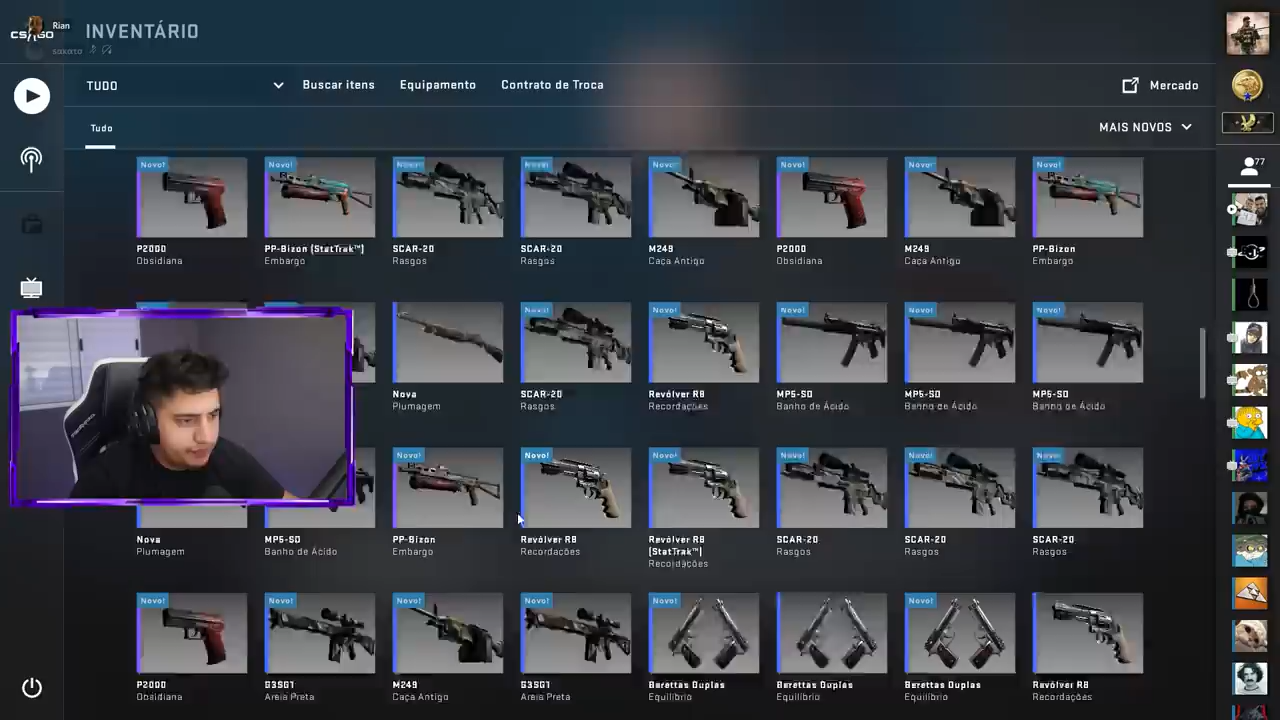 Rian
CS:GO
INVENTÁRIO
sakato
TUDO
Buscar itens
Equipamento
Contrato de Troca
Mercado
Tudo
MAIS NOVOS
77
Novo! Novo! Novo! Novo! Novo! Novo! Novo! Novo!
P2000 PP-Bizon (StatTrak™) SCAR-20 SCAR-20 M249 P2000 M249 PP-Bizon
Obsidiana Embargo Rasgos Rasgos Caça Antigo Obsidiana Caça Antigo Embargo
Novo! Novo! Novo! Novo! Novo!
Nova SCAR-20 Revólver R8 MP5-SD MP5-SD MP5-SD
Plumagem Rasgos Recordações Banho de Ácido Banho de Ácido Banho de Ácido
Novo! Novo! Novo! Novo! Novo! Novo!
Nova MP5-SD PP-Bizon Revólver R8 Revólver R8 (StatTrak™) SCAR-20 SCAR-20 SCAR-20
Plumagem Banho de Ácido Embargo Recordações Recordações Rasgos Rasgos Rasgos
Novo! Novo! Novo! Novo! Novo! Novo!
P2000 G3SG1 M249 G3SG1 Berettas Duplas Berettas Duplas Berettas Duplas Revólver R8
Obsidiana Areia Preta Caça Antigo Areia Preta Equilíbrio Equilíbrio Equilíbrio Recordações